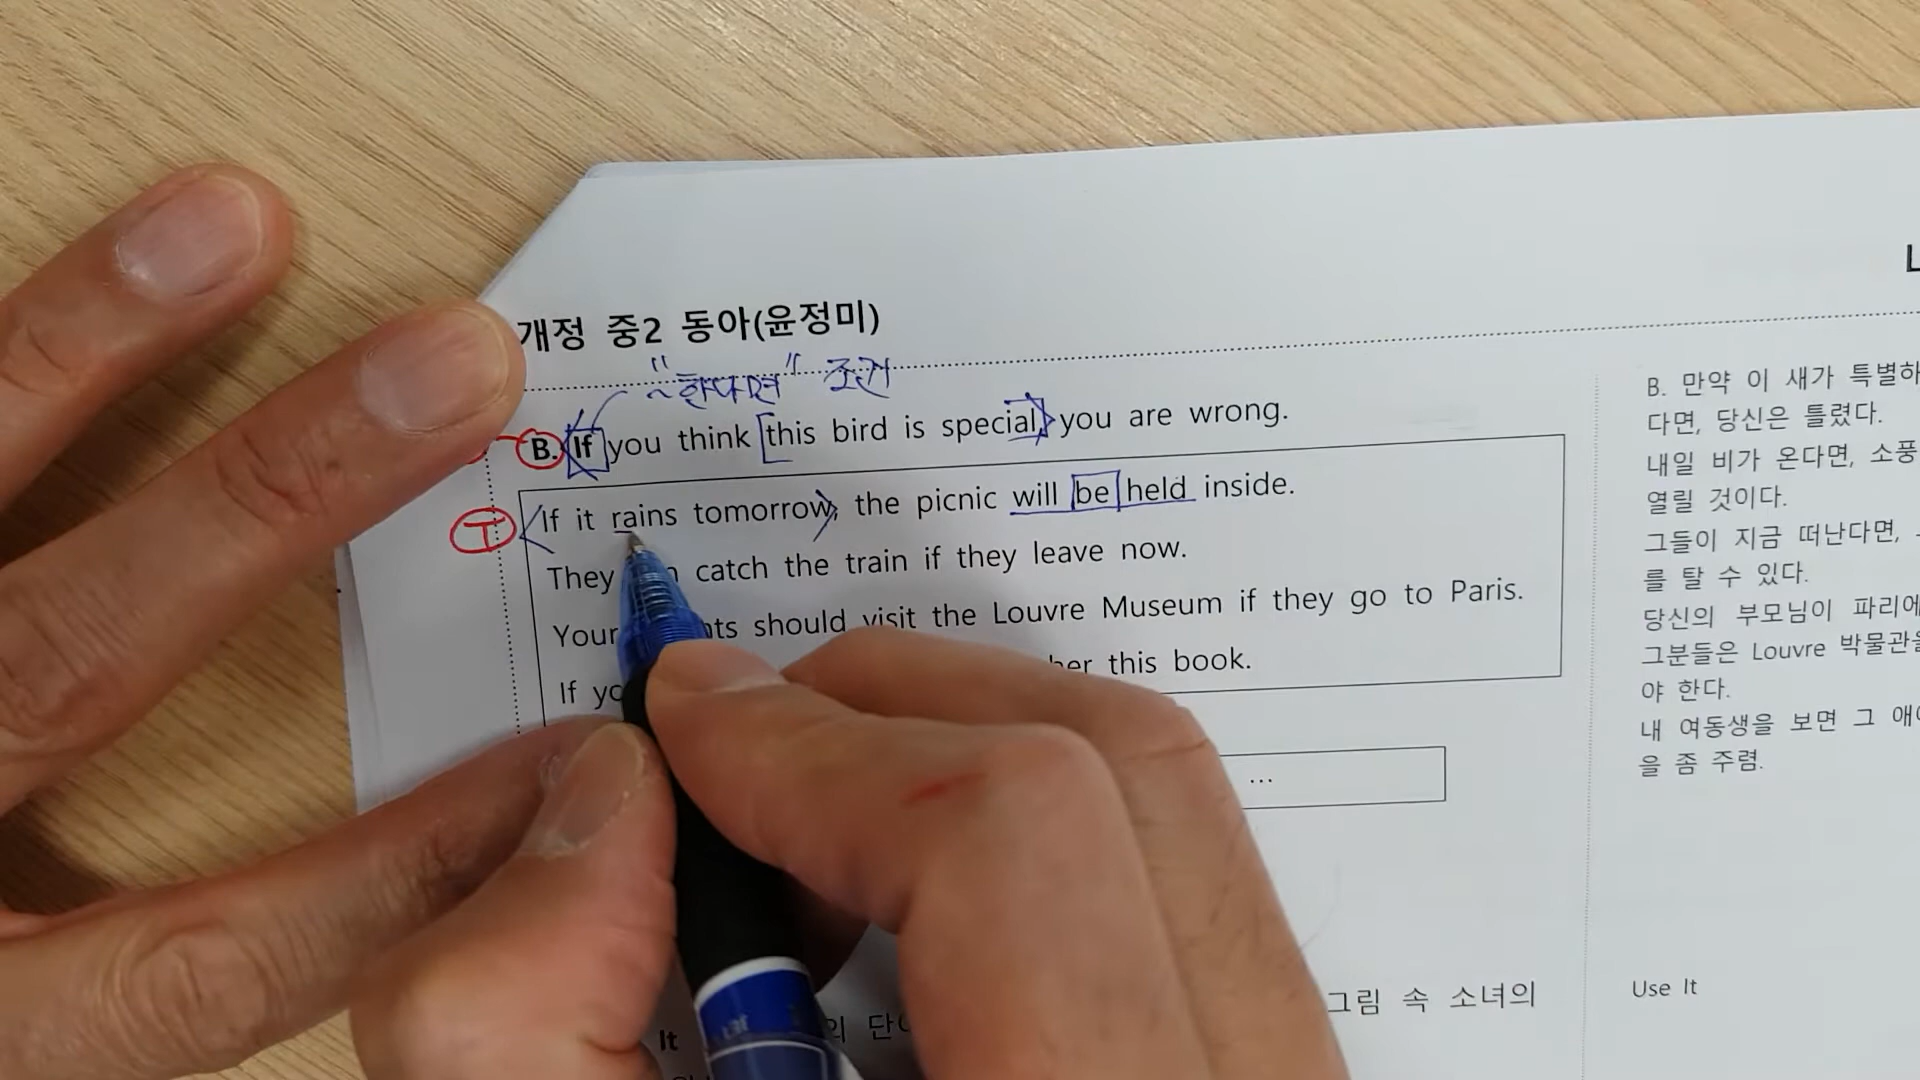 개정 중2 동아(윤정미)
"~하다면" 조건
B. If you think this bird is special, you are wrong.
T
If it rains tomorrow, the picnic will be held inside.
They catch the train if they leave now.
Your should visit the Louvre Museum if they go to Paris.
If this book.
...
그림 속 소녀의
It
B. 만약 이 새가 특별하
다면, 당신은 틀렸다.
내일 비가 온다면, 소풍
열릴 것이다.
그들이 지금 떠난다면,
를 탈 수 있다.
당신의 부모님이 파리에
그분들은 Louvre 박물관을
야 한다.
내 여동생을 보면 그 애
을 좀 주렴.
Use It